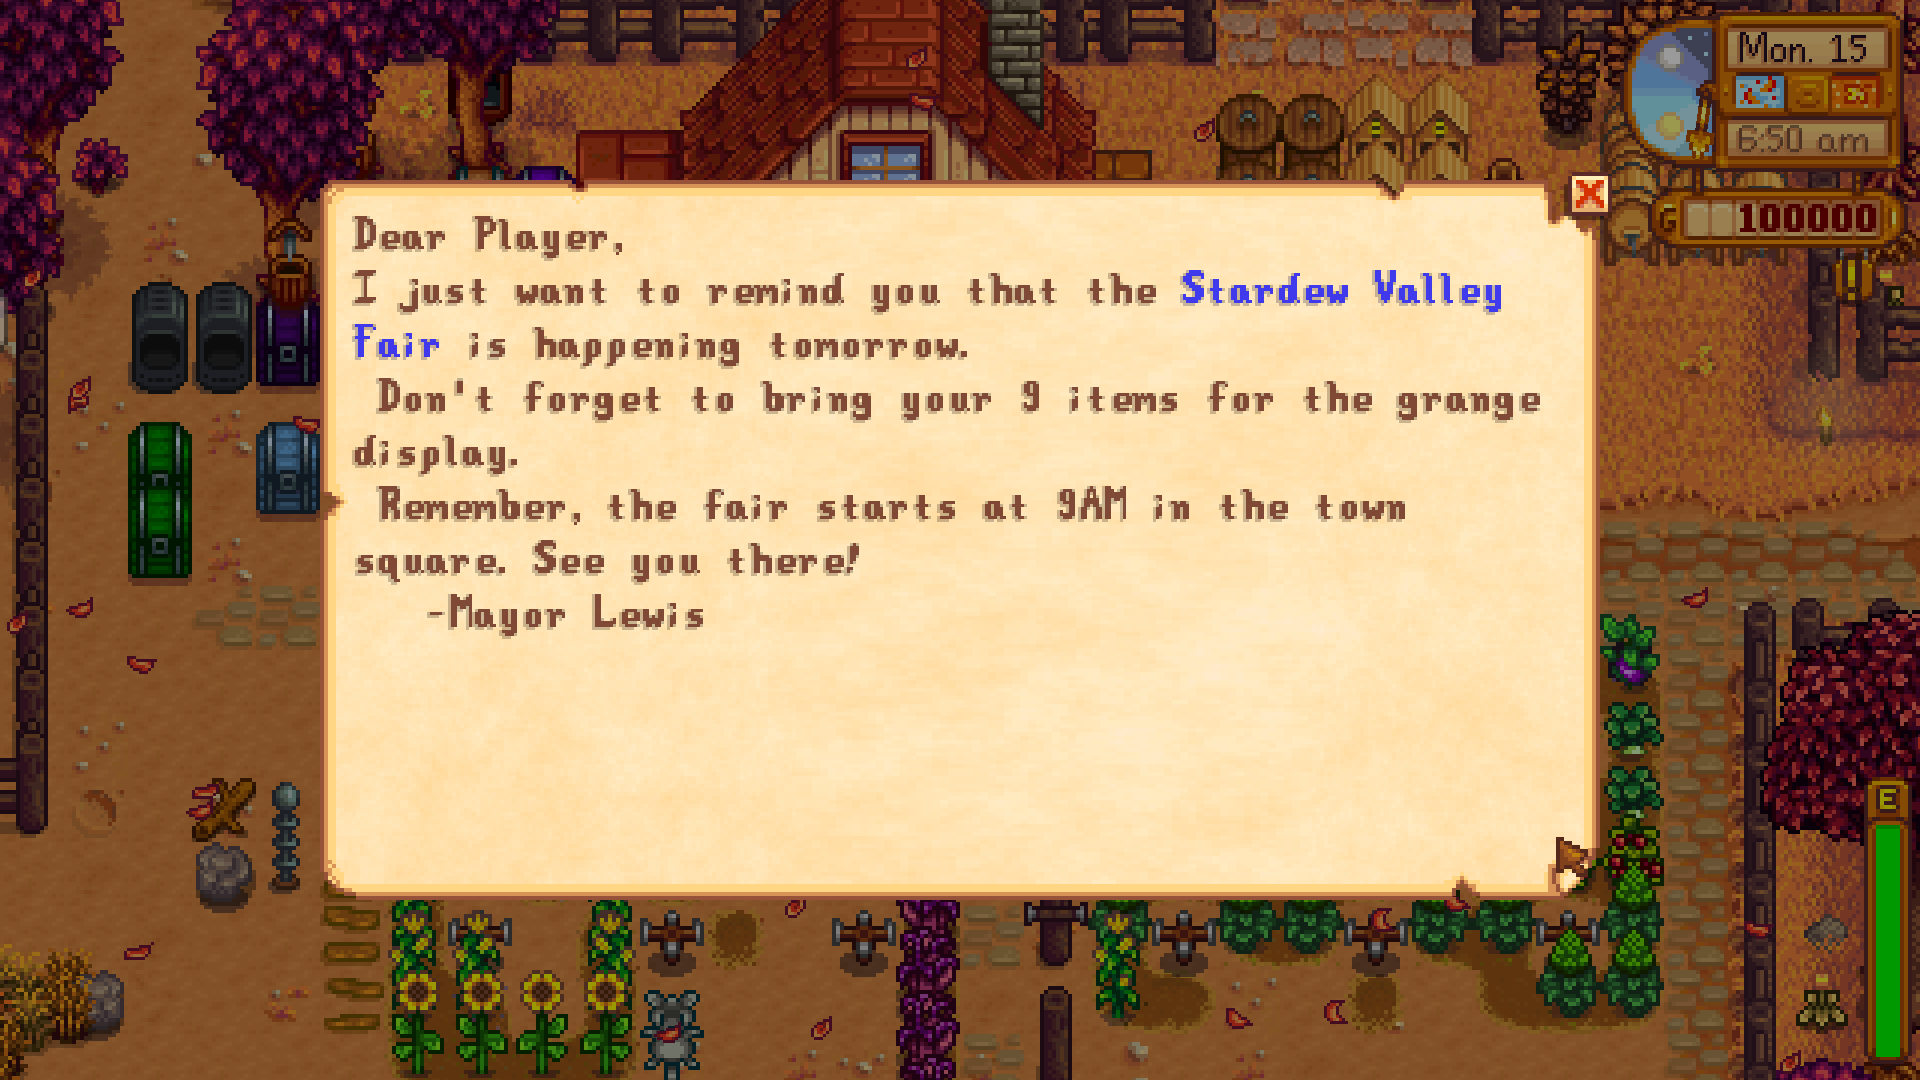 Mon. 15
6:50 am
G 100000
Dear Player,
I just want to remind you that the Stardew Valley
Fair is happening tomorrow.
Don't forget to bring your 9 items for the grange
display.
Remember, the fair starts at 9AM in the town
square. See you there!
-Mayor Lewis
E